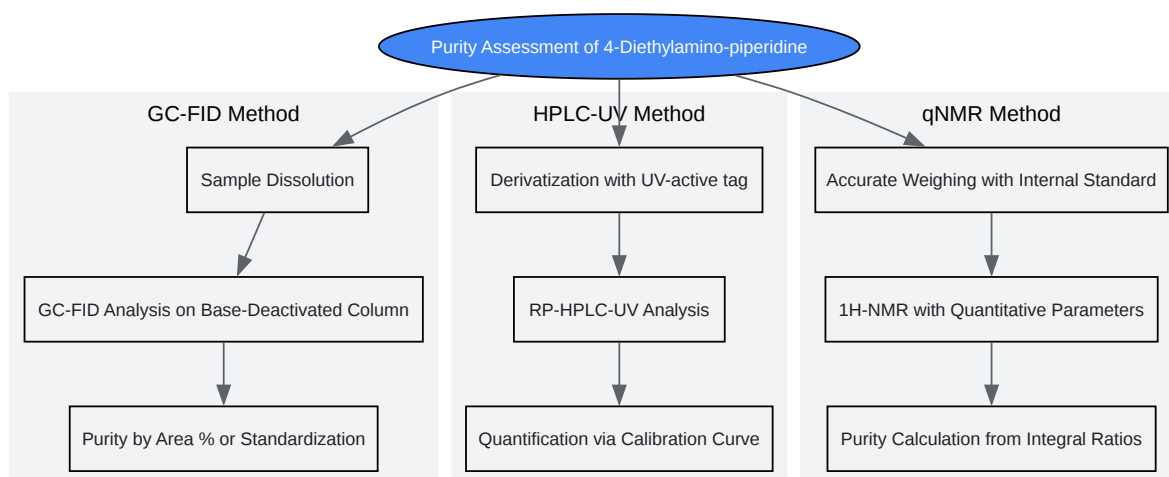 Purity Assessment of 4-Diethylamino-piperidine
GC-FID Method
Sample Dissolution
GC-FID Analysis on Base-Deactivated Column
Purity by Area % or Standardization
HPLC-UV Method
Derivatization with UV-active tag
RP-HPLC-UV Analysis
Quantification via Calibration Curve
qNMR Method
Accurate Weighing with Internal Standard
1H-NMR with Quantitative Parameters
Purity Calculation from Integral Ratios